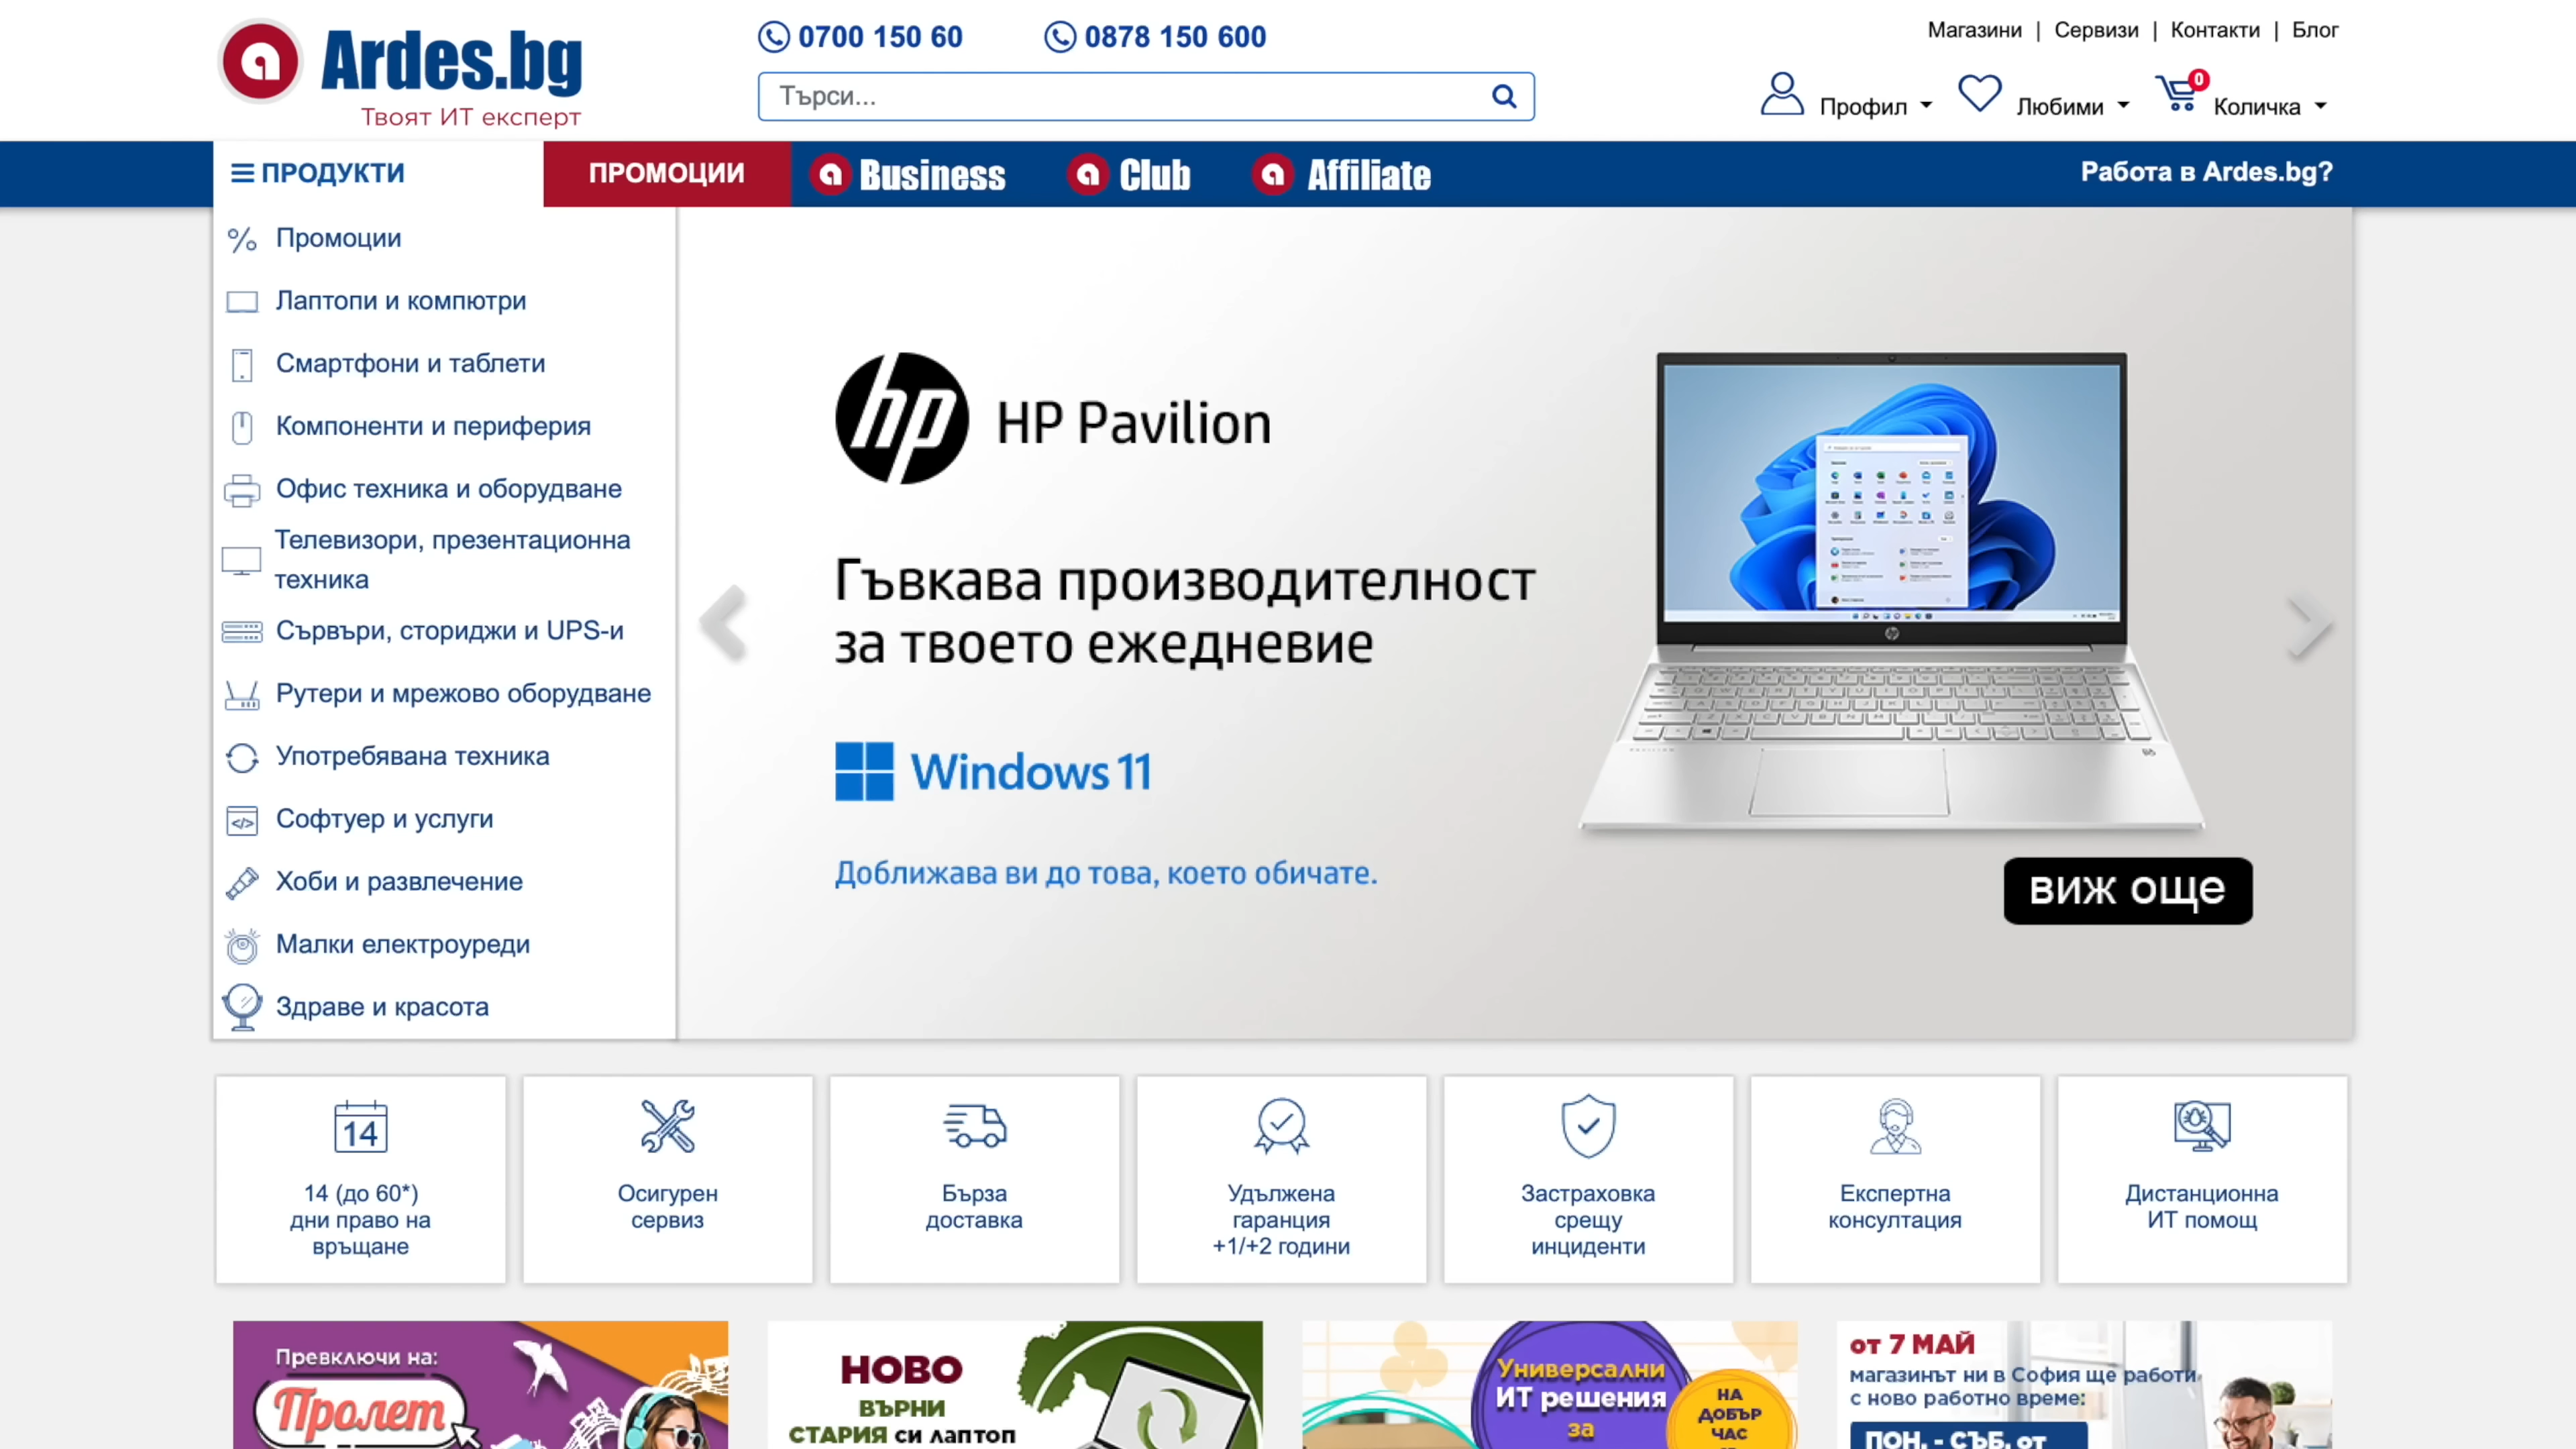 Ardes.bg
Твоят ИТ експерт
0700 150 60
0878 150 600
Търси...
Магазини | Сервизи | Контакти | Блог
Профил
Любими
0
Количка
ПРОДУКТИ
ПРОМОЦИИ
a Business
a Club
a Affiliate
Работа в Ardes.bg?
Промоции
Лаптопи и компютри
Смартфони и таблети
Компоненти и периферия
Офис техника и оборудване
Телевизори, презентационна
техника
Сървъри, сториджи и UPS-и
Рутери и мрежово оборудване
Употребявана техника
Софтуер и услуги
Хоби и развлечение
Малки електроуреди
Здраве и красота
hp HP Pavilion
Гъвкава производителност
за твоето ежедневие
Windows 11
Доближава ви до това, което обичате.
виж още
14
14 (до 60*)
дни право на
връщане
Осигурен
сервиз
Бърза
доставка
Удължена
гаранция
+1/+2 години
Застраховка
срещу
инциденти
Експертна
консултация
Дистанционна
ИТ помощ
Превключи на:
Пролет
НОВО
ВЪРНИ
СТАРИЯ си лаптоп
Универсални
ИТ решения
за
НА
ДОБЪР
ЧАС
от 7 МАЙ
магазинът ни в София ще работи
с ново работно време:
ПОН. - СЪБ. от